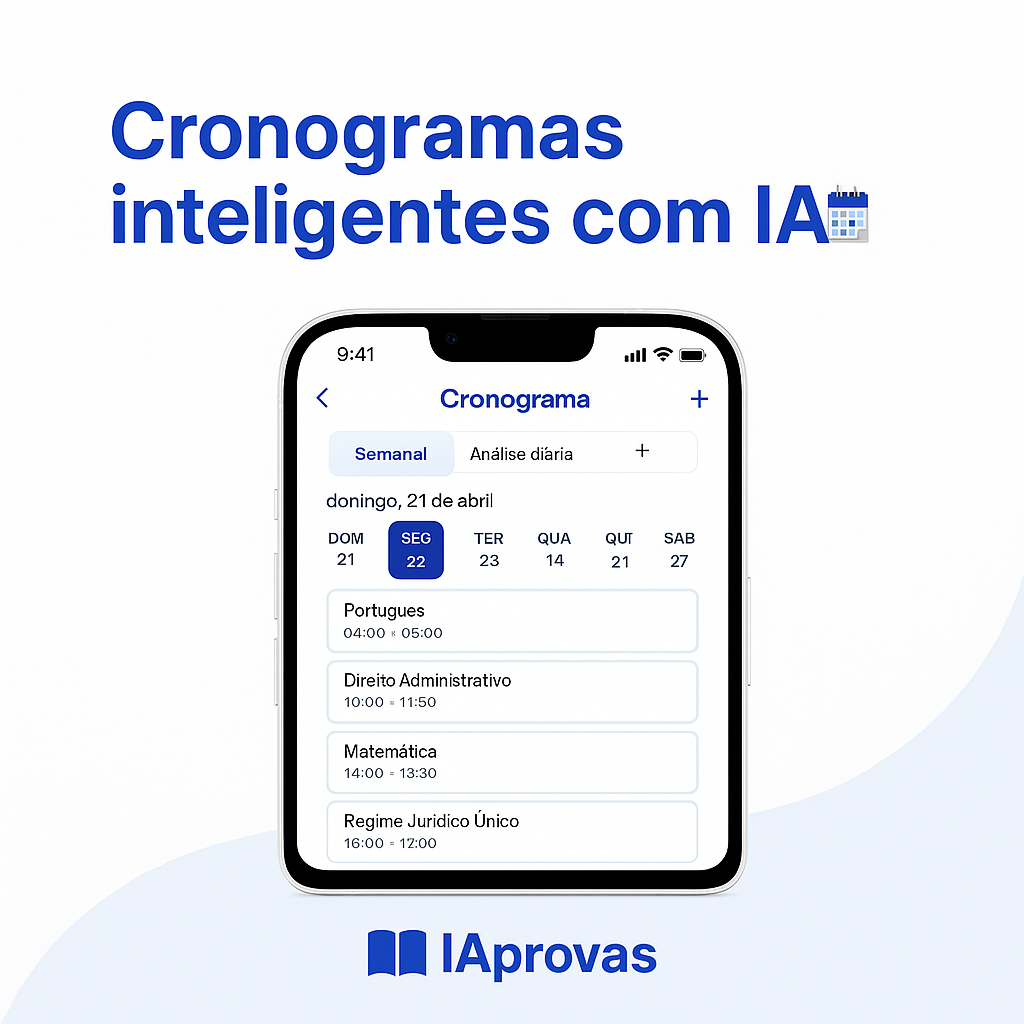 Cronogramas
inteligentes com IA
9:41
Cronograma
Semanal Análise diária +
doningo, 21 de abril
DOM SEG TER QUA QUT SAB
21 22 23 14 21 27
Portugues
04:00 - 05:00
Direito Administrativo
10:00 - 11:50
Matemática
14:00 - 13:30
Regime Jurídico Único
16:00 - 12:00
IAprovas